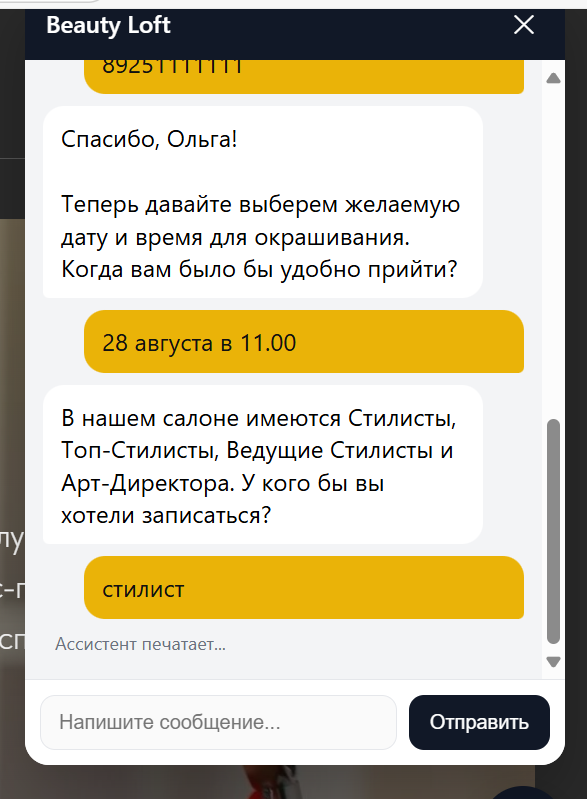 Beauty Loft
89251111111
Спасибо, Ольга!
Теперь давайте выберем желаемую
дату и время для окрашивания.
Когда вам было бы удобно прийти?
28 августа в 11.00
В нашем салоне имеются Стилисты,
Топ-Стилисты, Ведущие Стилисты и
Арт-Директора. У кого бы вы
хотели записаться?
стилист
Ассистент печатает...
Напишите сообщение...
Отправить